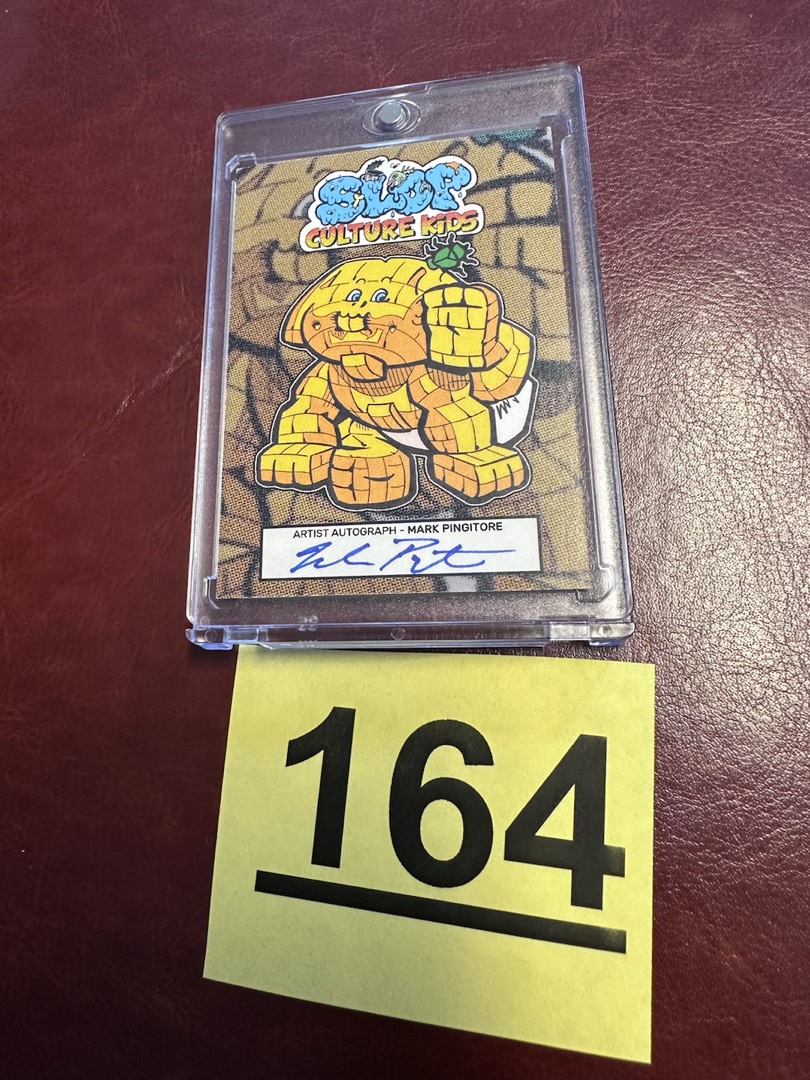 SLOP
CULTURE KIDS
ARTIST AUTOGRAPH - MARK PINGITORE
164